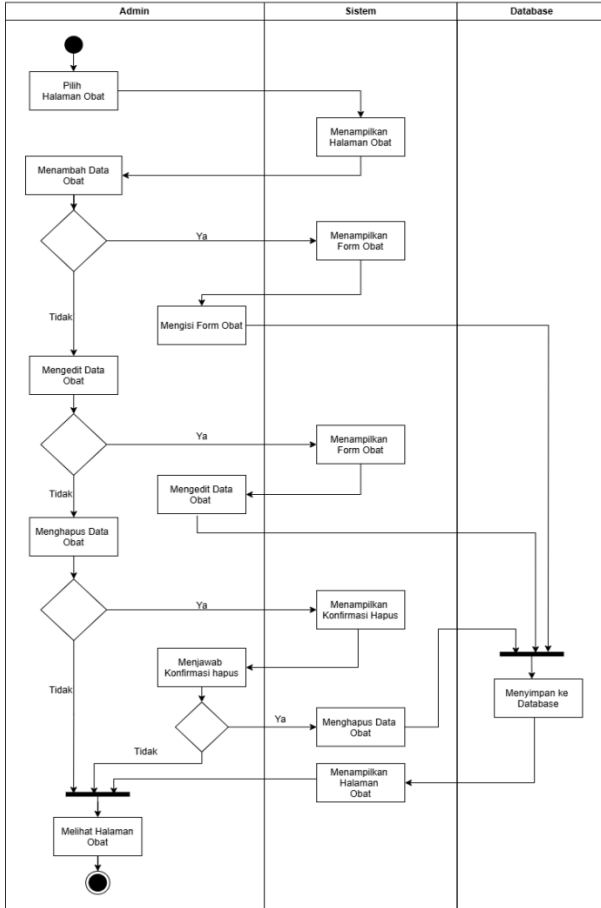 Admin
Sistem
Database
Pilih
Halaman Obat
Menampilkan
Halaman Obat
Menambah Data
Obat
Ya
Menampilkan
Form Obat
Tidak
Mengisi Form Obat
Mengedit Data
Obat
Ya
Menampilkan
Form Obat
Tidak
Mengedit Data
Obat
Menghapus Data
Obat
Ya
Menampilkan
Konfirmasi Hapus
Menjawab
Konfirmasi hapus
Tidak
Menyimpan ke
Database
Ya
Menghapus Data
Obat
Tidak
Menampilkan
Halaman
Obat
Melihat Halaman
Obat